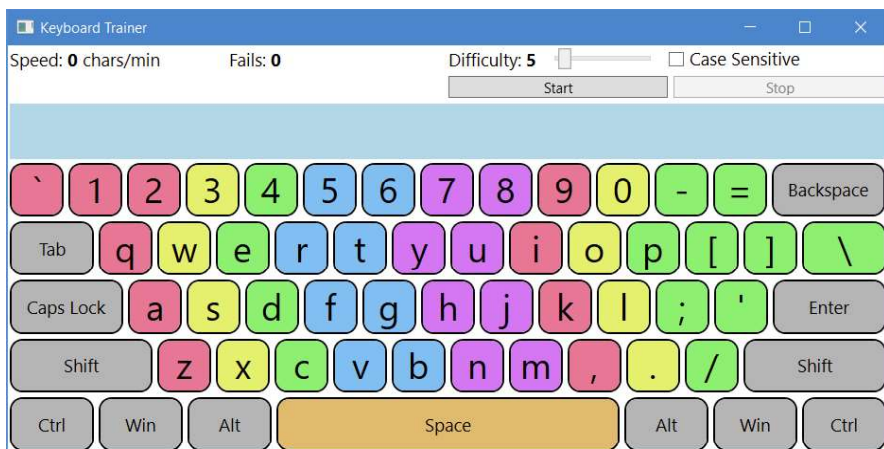 Keyboard Trainer
Speed: 0 chars/min Fails: 0 Difficulty: 5 Case Sensitive
Start Stop
` 1 2 3 4 5 6 7 8 9 0 - = Backspace
Tab q w e r t y u i o p [ ] \
Caps Lock a s d f g h j k l ; ' Enter
Shift z x c v b n m , . / Shift
Ctrl Win Alt Space Alt Win Ctrl